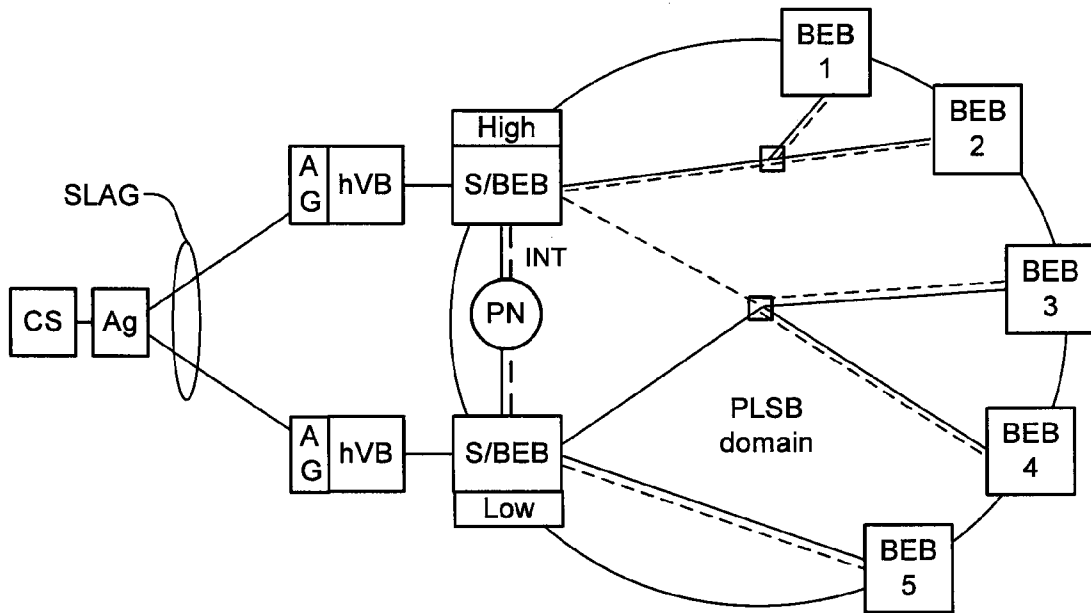 SLAG
CS
Ag
A
G
hVB
A
G
hVB
High
S/BEB
INT
PN
S/BEB
Low
PLSB
domain
BEB
1
BEB
2
BEB
3
BEB
4
BEB
5